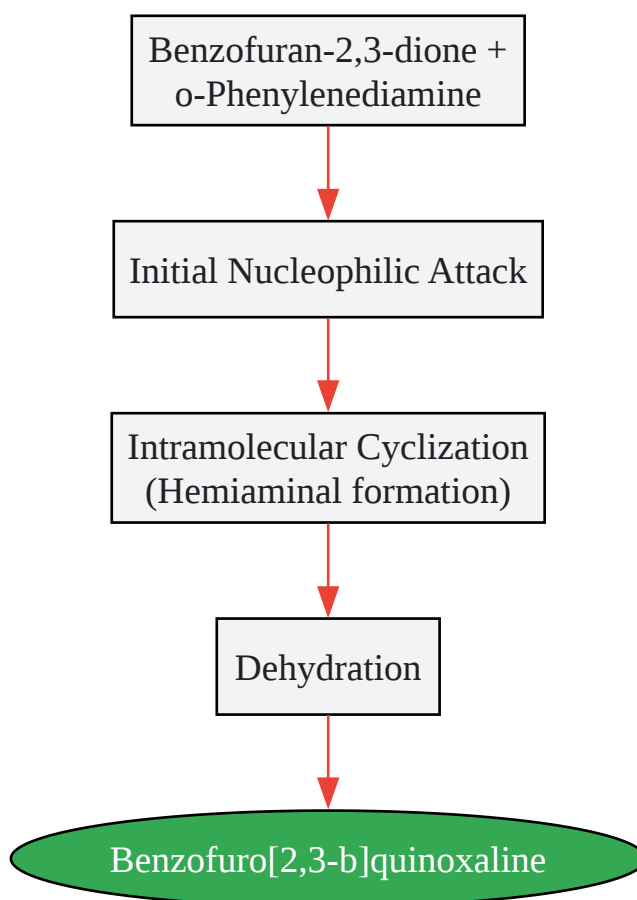 Benzofuran-2,3-dione +
o-Phenylenediamine
Initial Nucleophilic Attack
Intramolecular Cyclization
(Hemiaminal formation)
Dehydration
Benzofuro[2,3-b]quinoxaline